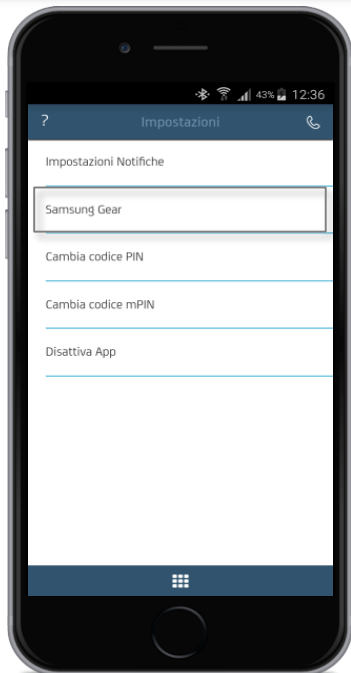 43% 12:36
? Impostazioni
Impostazioni Notifiche
Samsung Gear
Cambia codice PIN
Cambia codice mPIN
Disattiva App